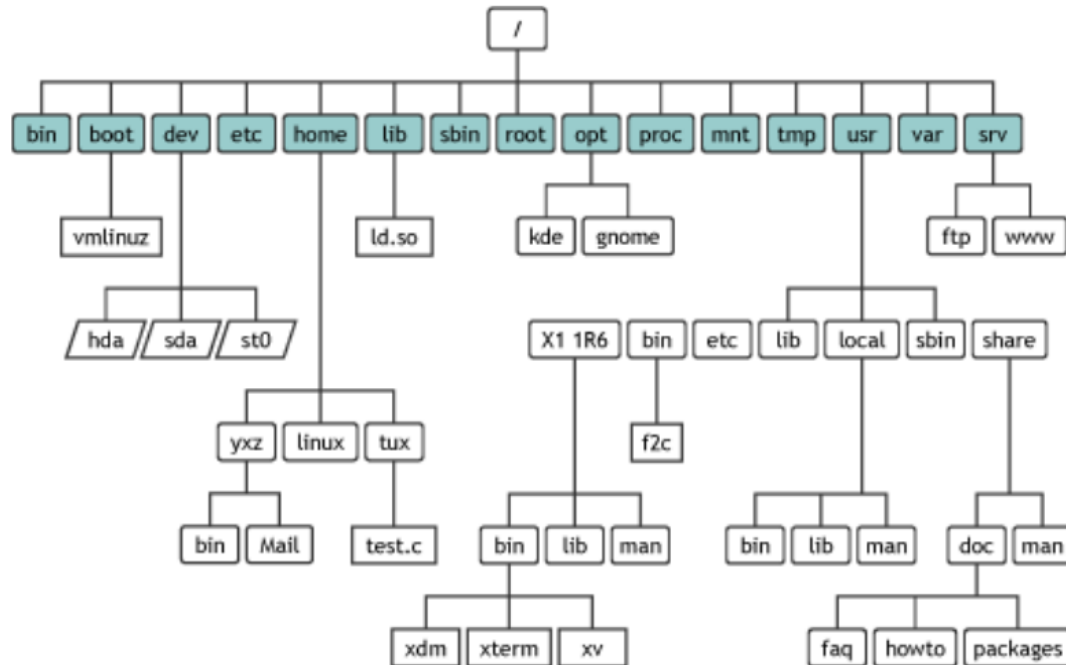 /
bin boot dev etc home lib sbin root opt proc mnt tmp usr var srv
vmlinuz ld.so kde gnome ftp www
hda sda st0 X1 1R6 bin etc lib local sbin share
yxz linux tux f2c
bin Mail test.c bin lib man bin lib man doc man
xdm xterm xv faq howto packages